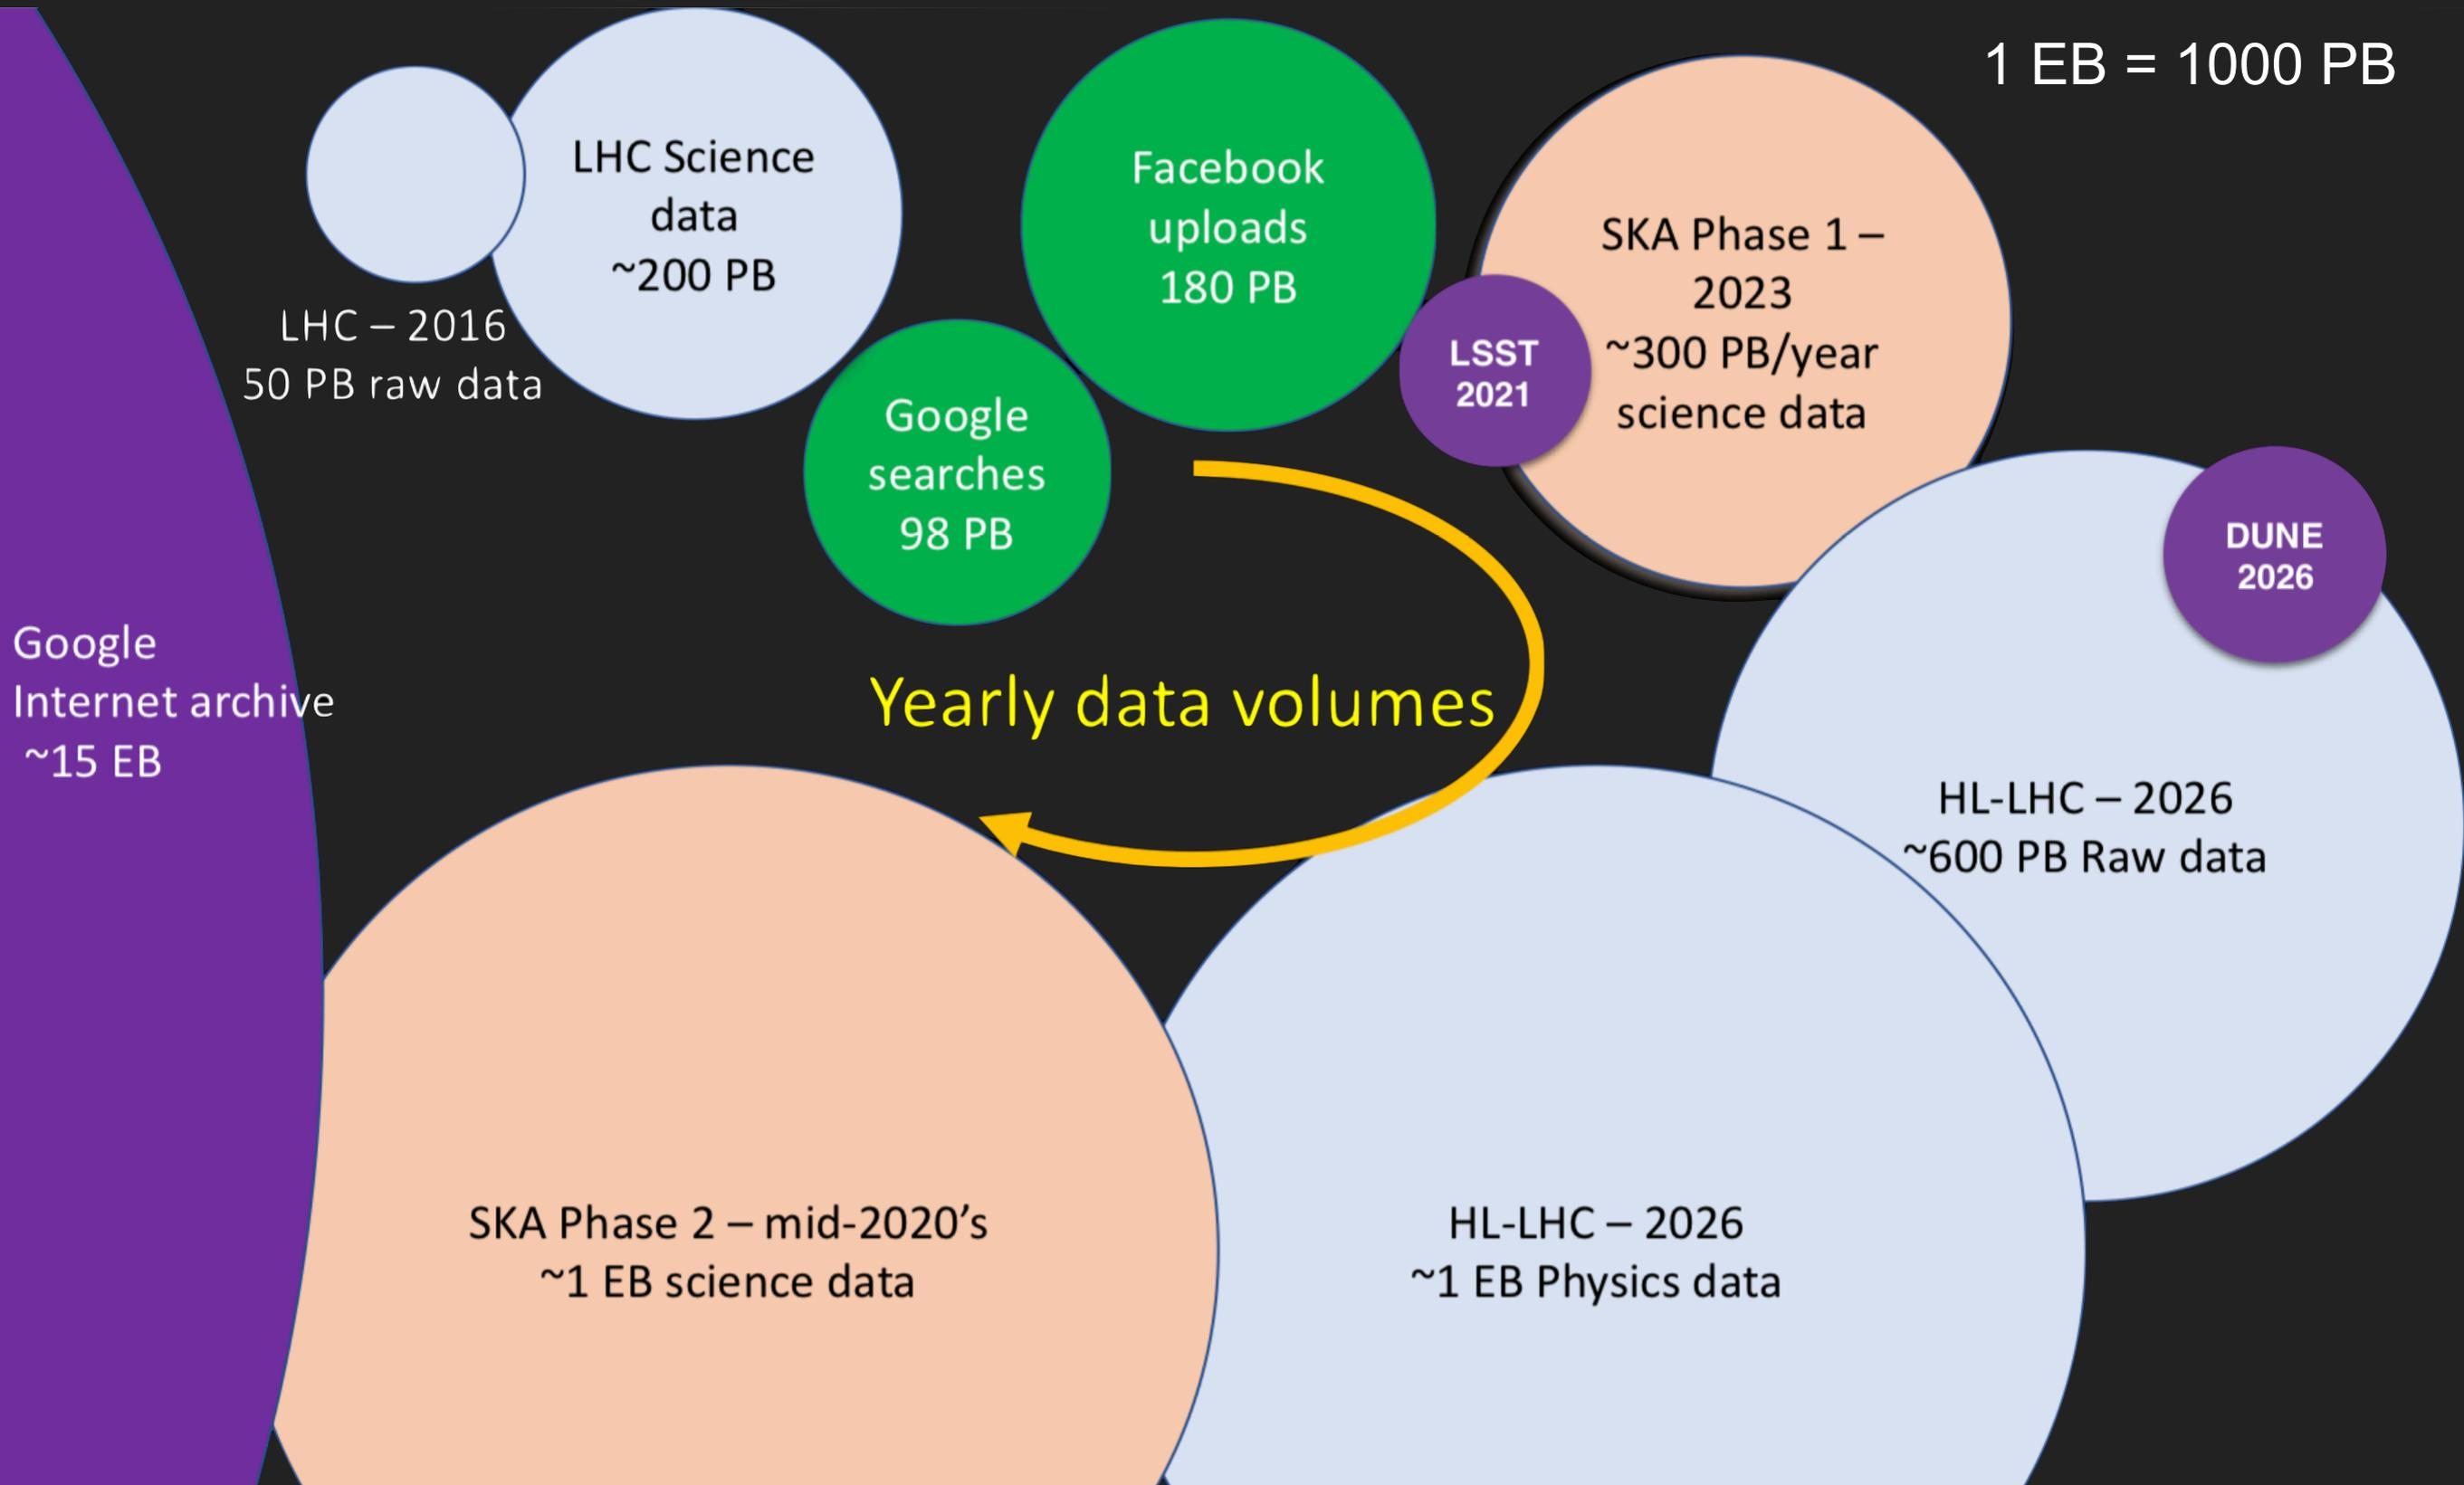 1 EB = 1000 PB
LHC Science
data
~200 PB
LHC – 2016
50 PB raw data
Facebook
uploads
180 PB
Google
searches
98 PB
LSST
2021
SKA Phase 1 –
2023
~300 PB/year
science data
DUNE
2026
Google
Internet archive
~15 EB
Yearly data volumes
HL-LHC – 2026
~600 PB Raw data
SKA Phase 2 – mid-2020’s
~1 EB science data
HL-LHC – 2026
~1 EB Physics data